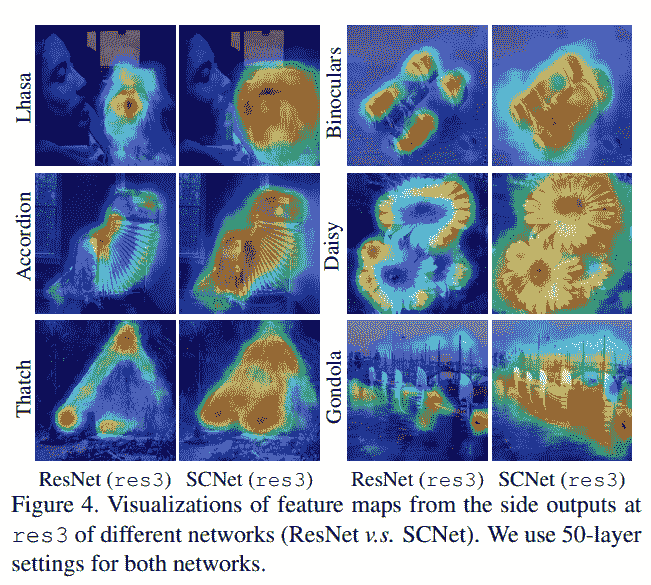 Lhasa
Binoculars
Accordion
Daisy
Thatch
Gondola
ResNet (res3) SCNet (res3) ResNet (res3) SCNet (res3)
Figure 4. Visualizations of feature maps from the side outputs at
res3 of different networks (ResNet v.s. SCNet). We use 50-layer
settings for both networks.